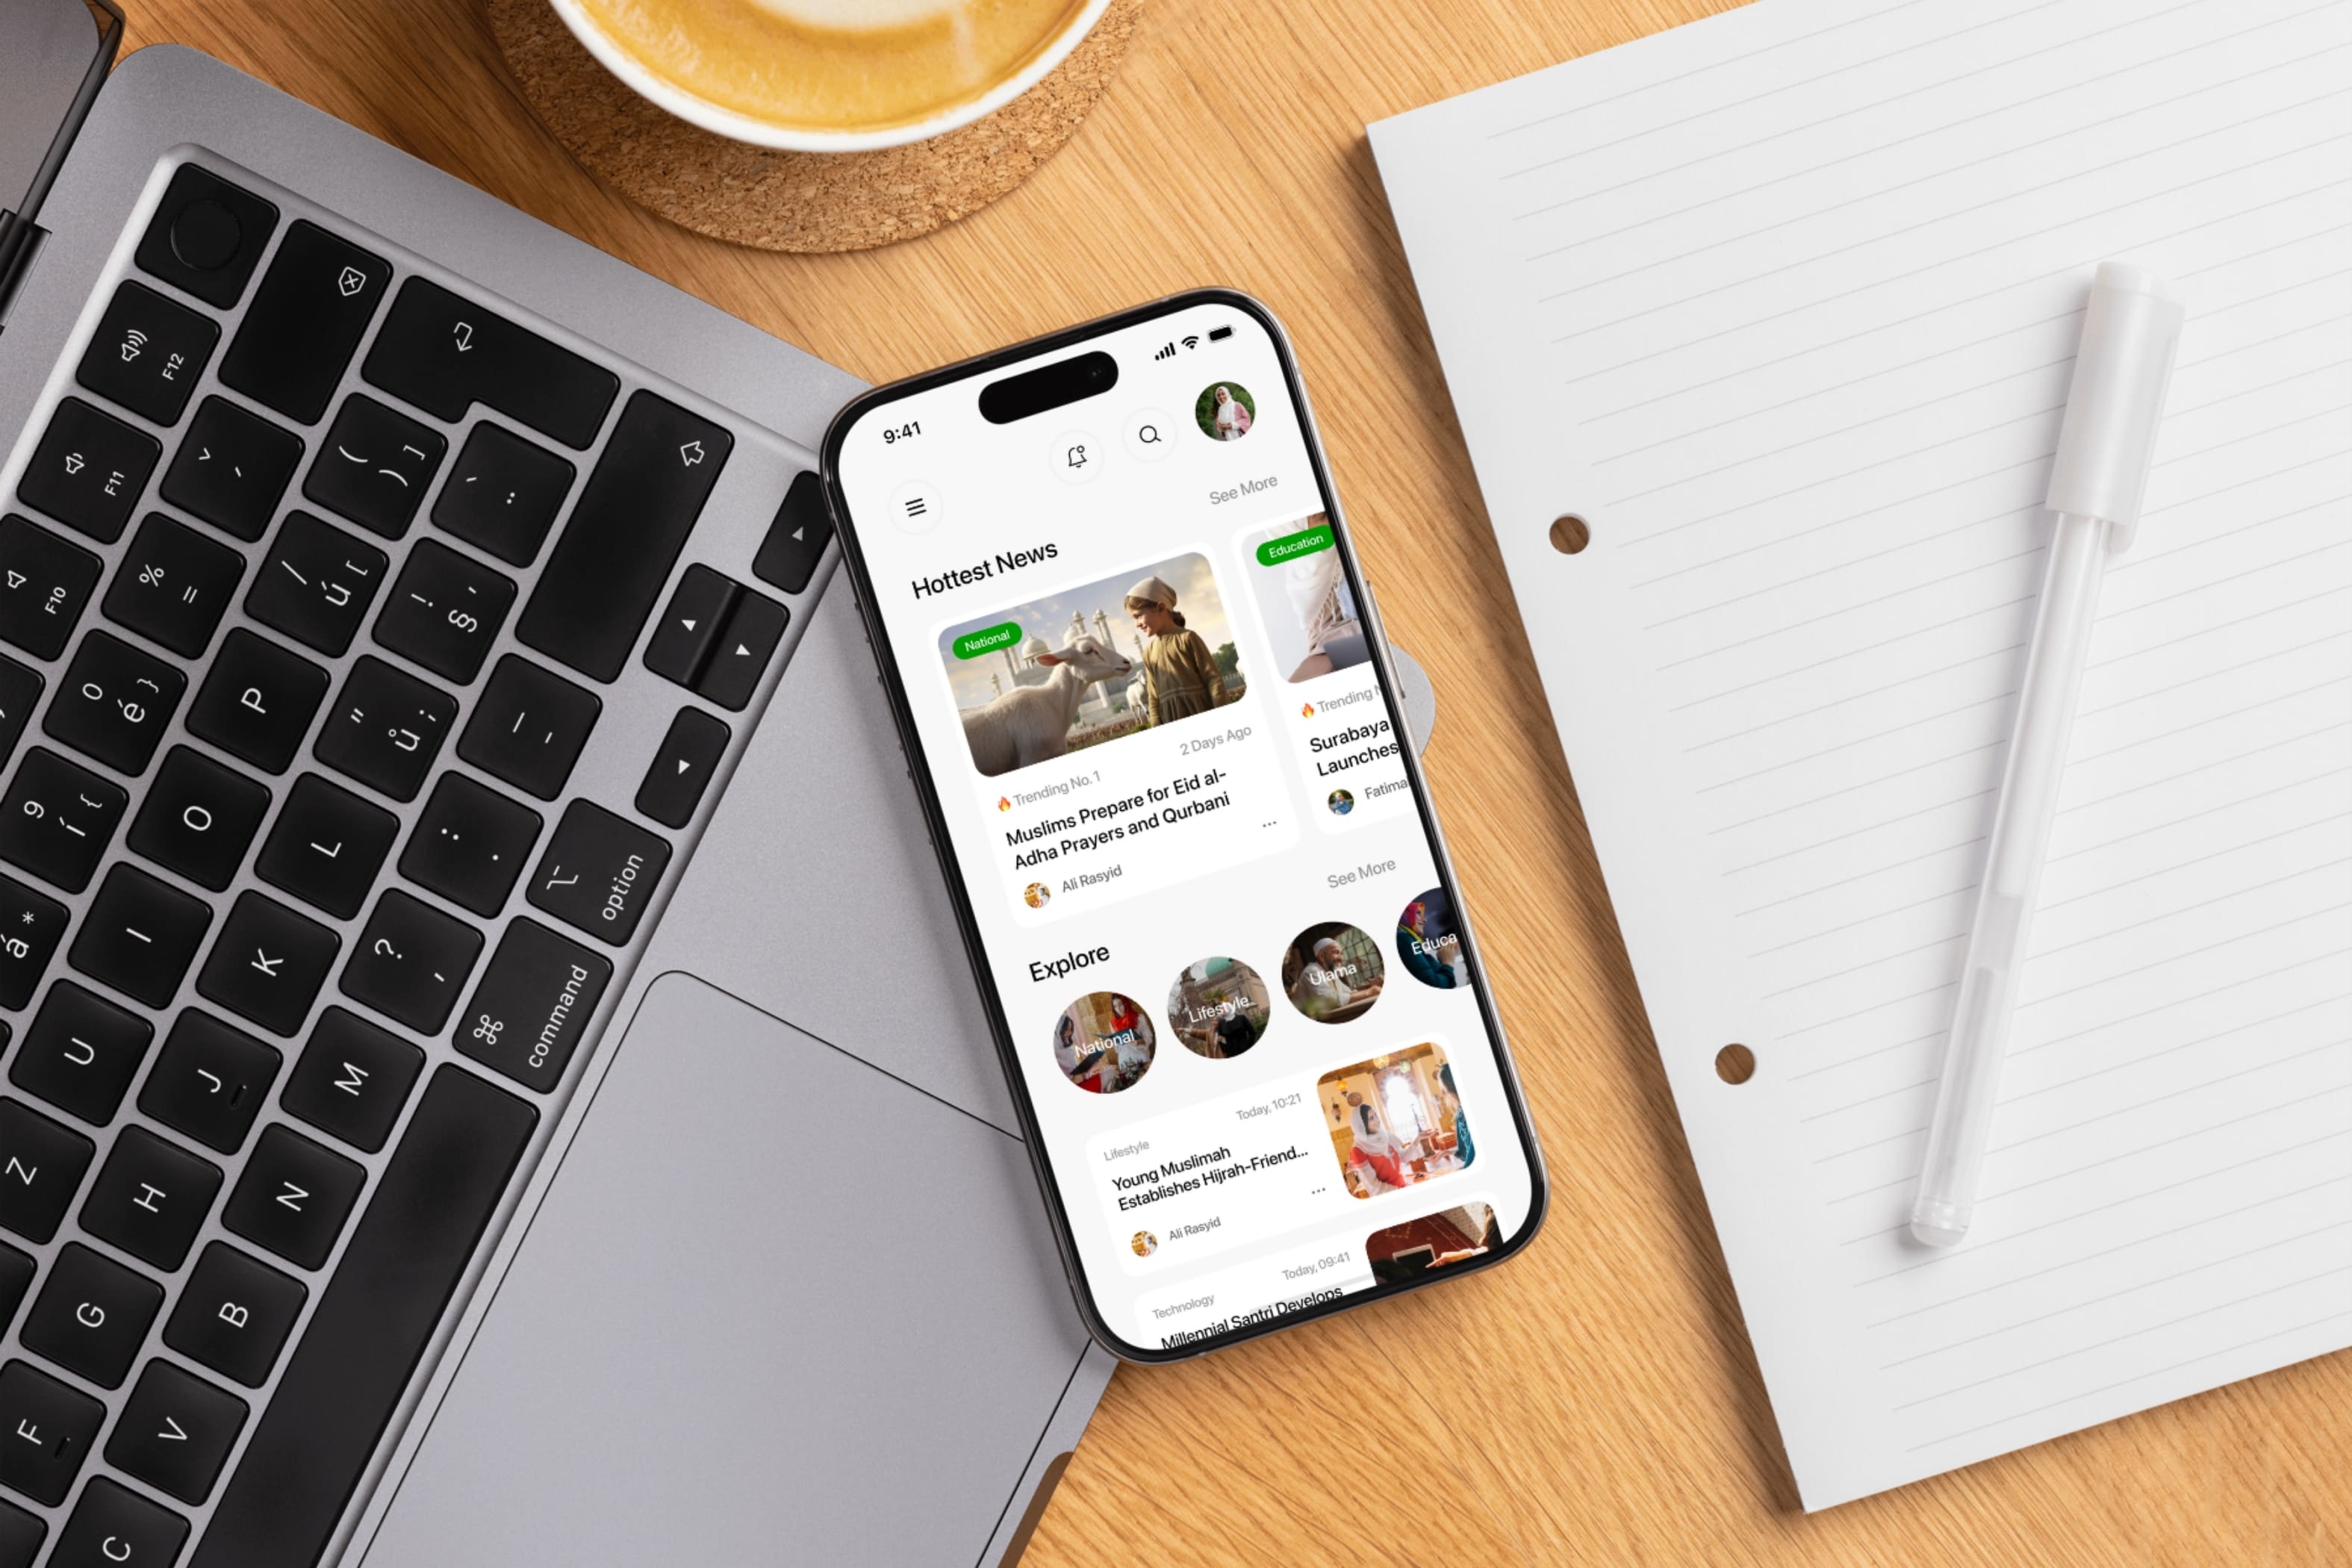 9:41
See More
Hottest News
National
Education
2 Days Ago
🔥 Trending No. 1
Muslims Prepare for Eid al-
Adha Prayers and Qurbani
...
Ali Rasyid
🔥 Trending
Surabaya
Launches
Fatima
See More
Explore
National
Lifestyle
Ulama
Educa
Today, 10:21
Lifestyle
Young Muslimah
Establishes Hijrah-Friend...
...
Ali Rasyid
Today, 09:41
Technology
Millennial Santri Develops
F12
F11
F10
% =
/ ú [
( ) ]
! § '
0 é }
P
" ů ;
_ -
9 í {
O
L
: .
option
á *
I
K
? ,
command
U
J
M
Z
H
N
G
B
F
V
C